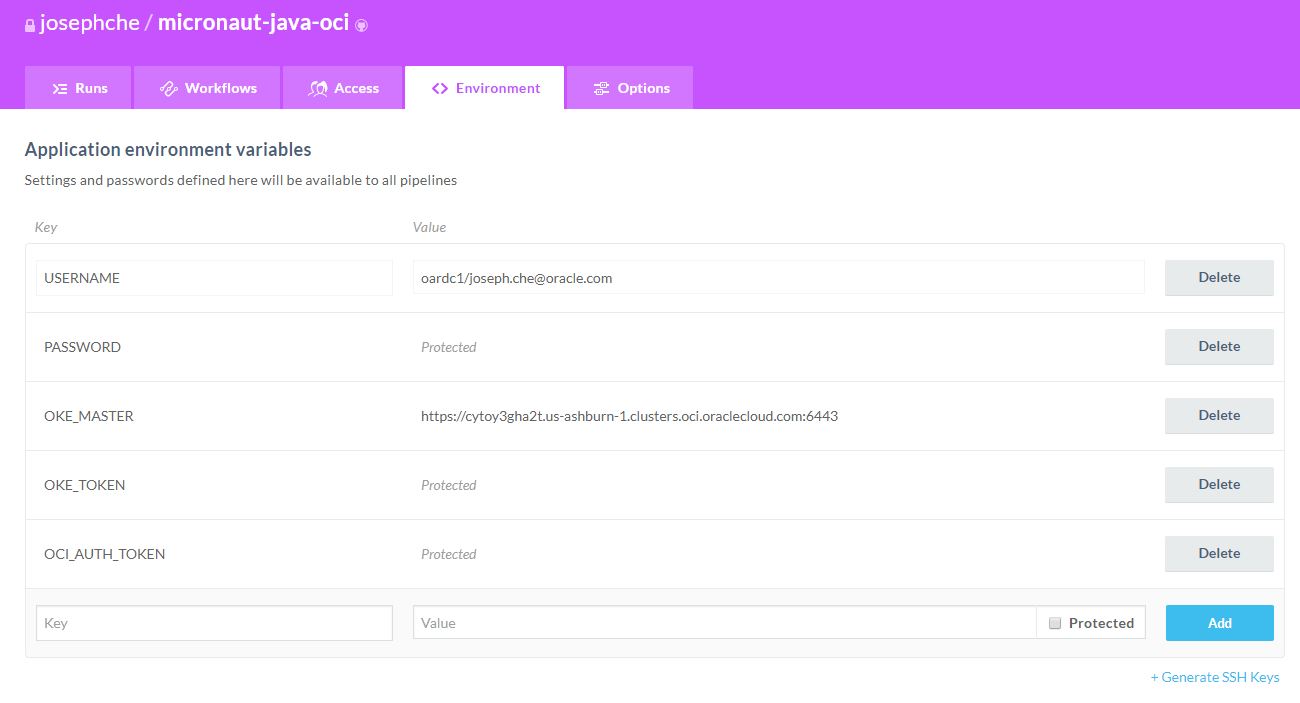 josephche / micronaut-java-oci
Runs Workflows Access Environment Options
Application environment variables
Settings and passwords defined here will be available to all pipelines
Key Value
USERNAME oardc1/joseph.che@oracle.com Delete
PASSWORD Protected Delete
OKE_MASTER https://cytoy3gha2t.us-ashburn-1.clusters.oci.oraclecloud.com:6443 Delete
OKE_TOKEN Protected Delete
OCI_AUTH_TOKEN Protected Delete
Key Value Protected Add
+ Generate SSH Keys